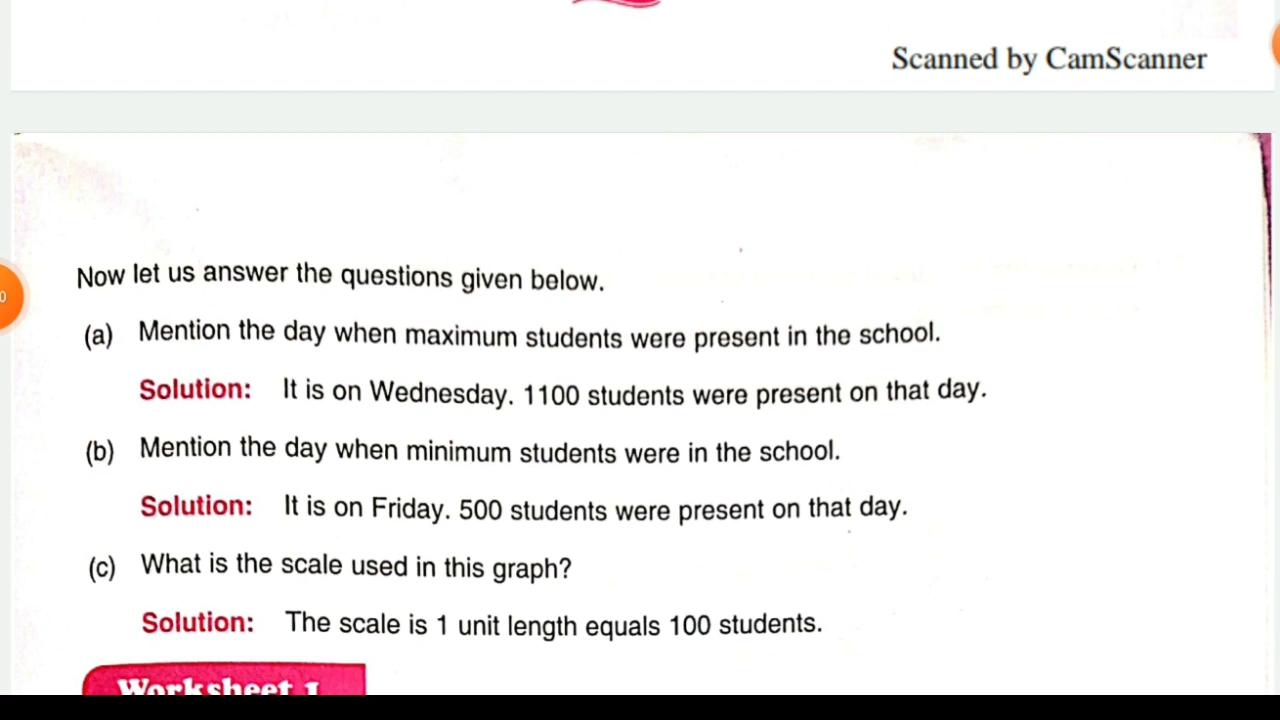 Scanned by CamScanner
Now let us answer the questions given below.
(a) Mention the day when maximum students were present in the school.
Solution: It is on Wednesday. 1100 students were present on that day.
(b) Mention the day when minimum students were in the school.
Solution: It is on Friday. 500 students were present on that day.
(c) What is the scale used in this graph?
Solution: The scale is 1 unit length equals 100 students.
Worksheet 1
0